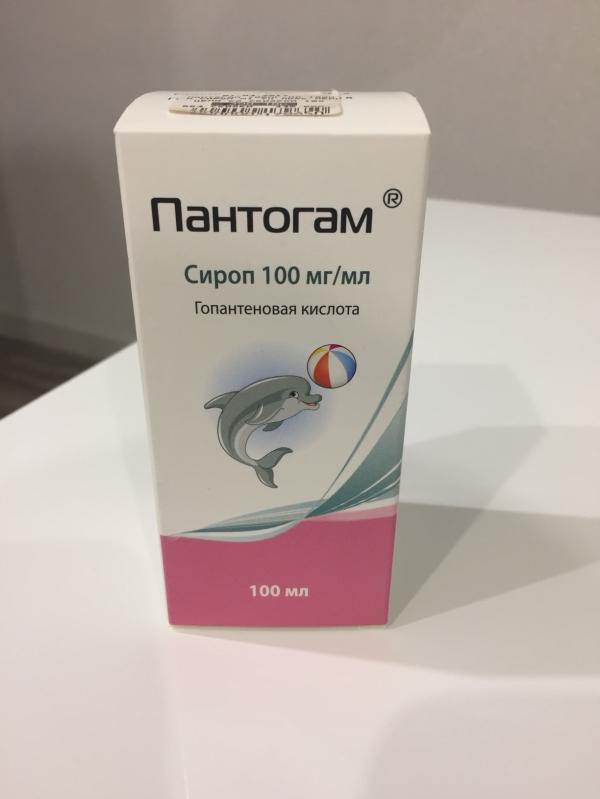 Пантогам ®
Сироп 100 мг/мл
Гопантеновая кислота
100 мл